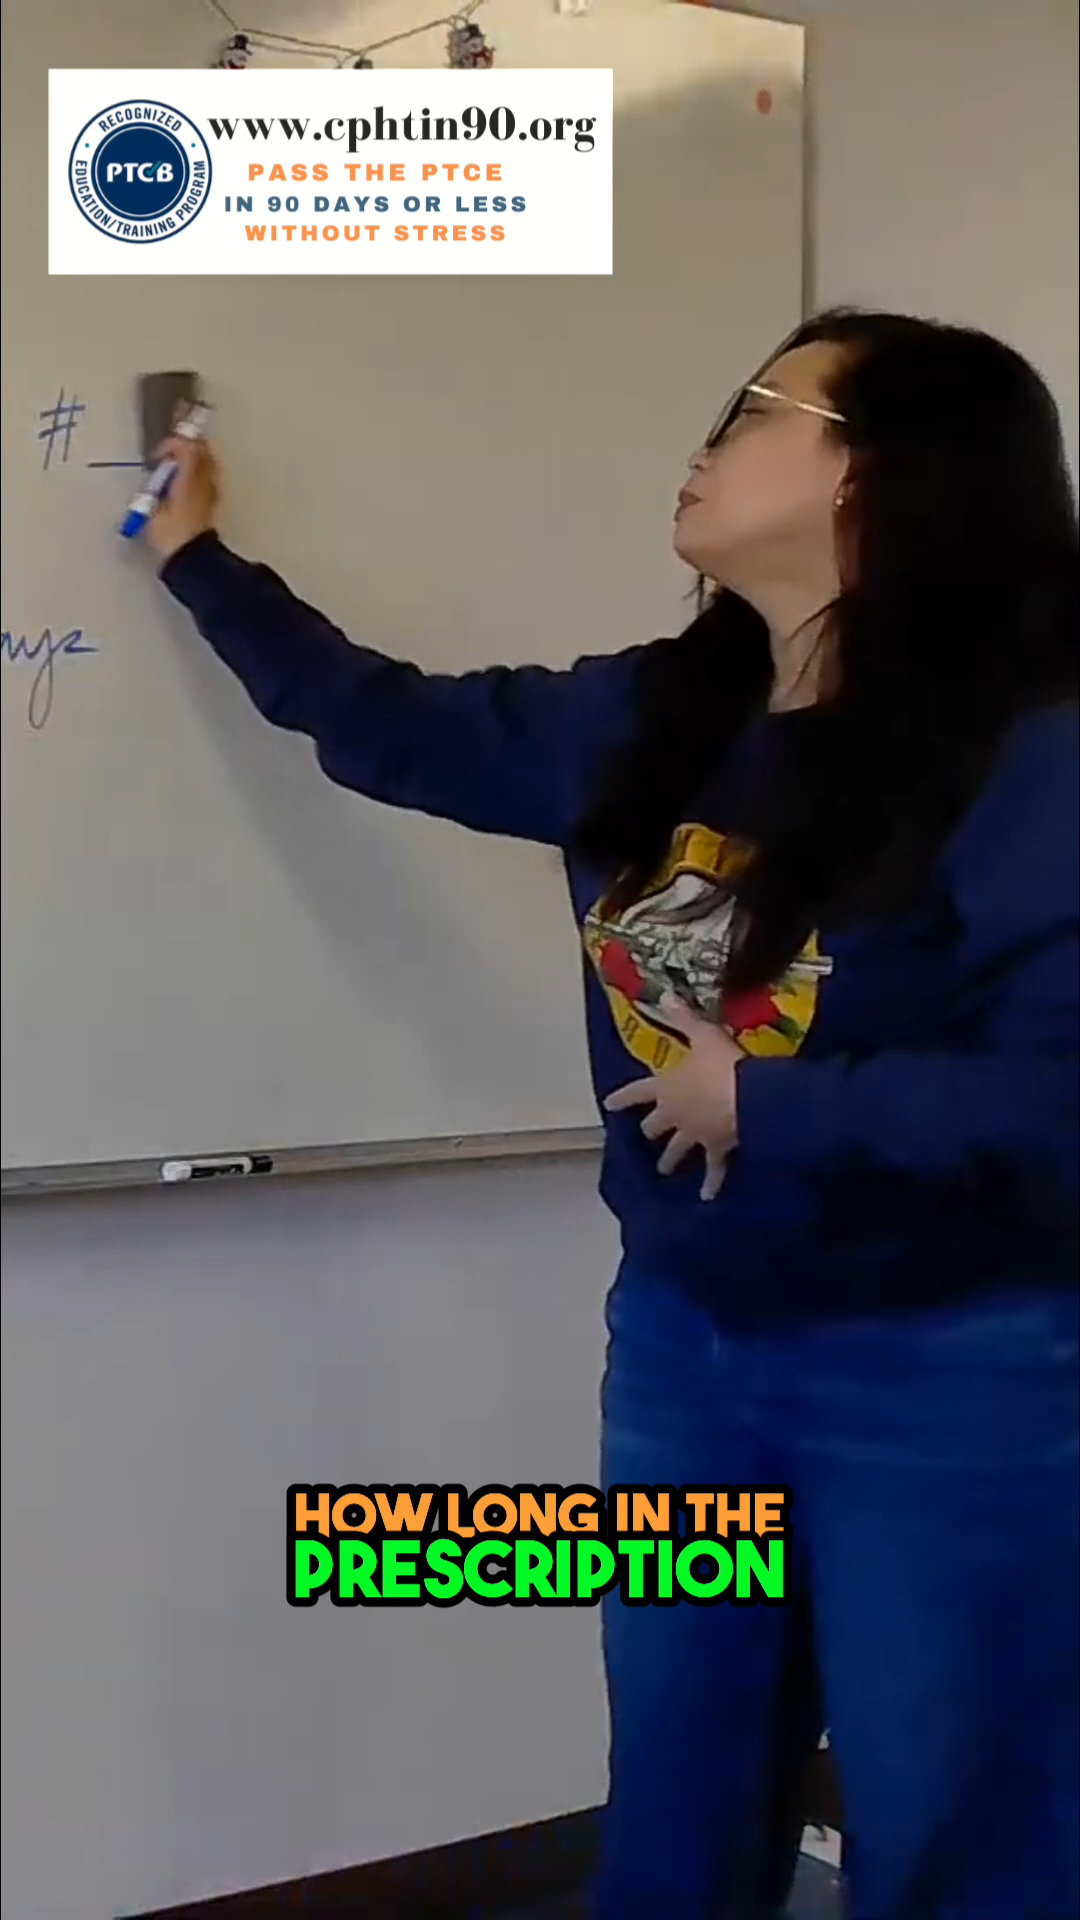 RECOGNIZED
PTCB
EDUCATION/TRAINING PROGRAM
www.cphtin90.org
PASS THE PTCE
IN 90 DAYS OR LESS
WITHOUT STRESS
#
HOW LONG IN THE
PRESCRIPTION